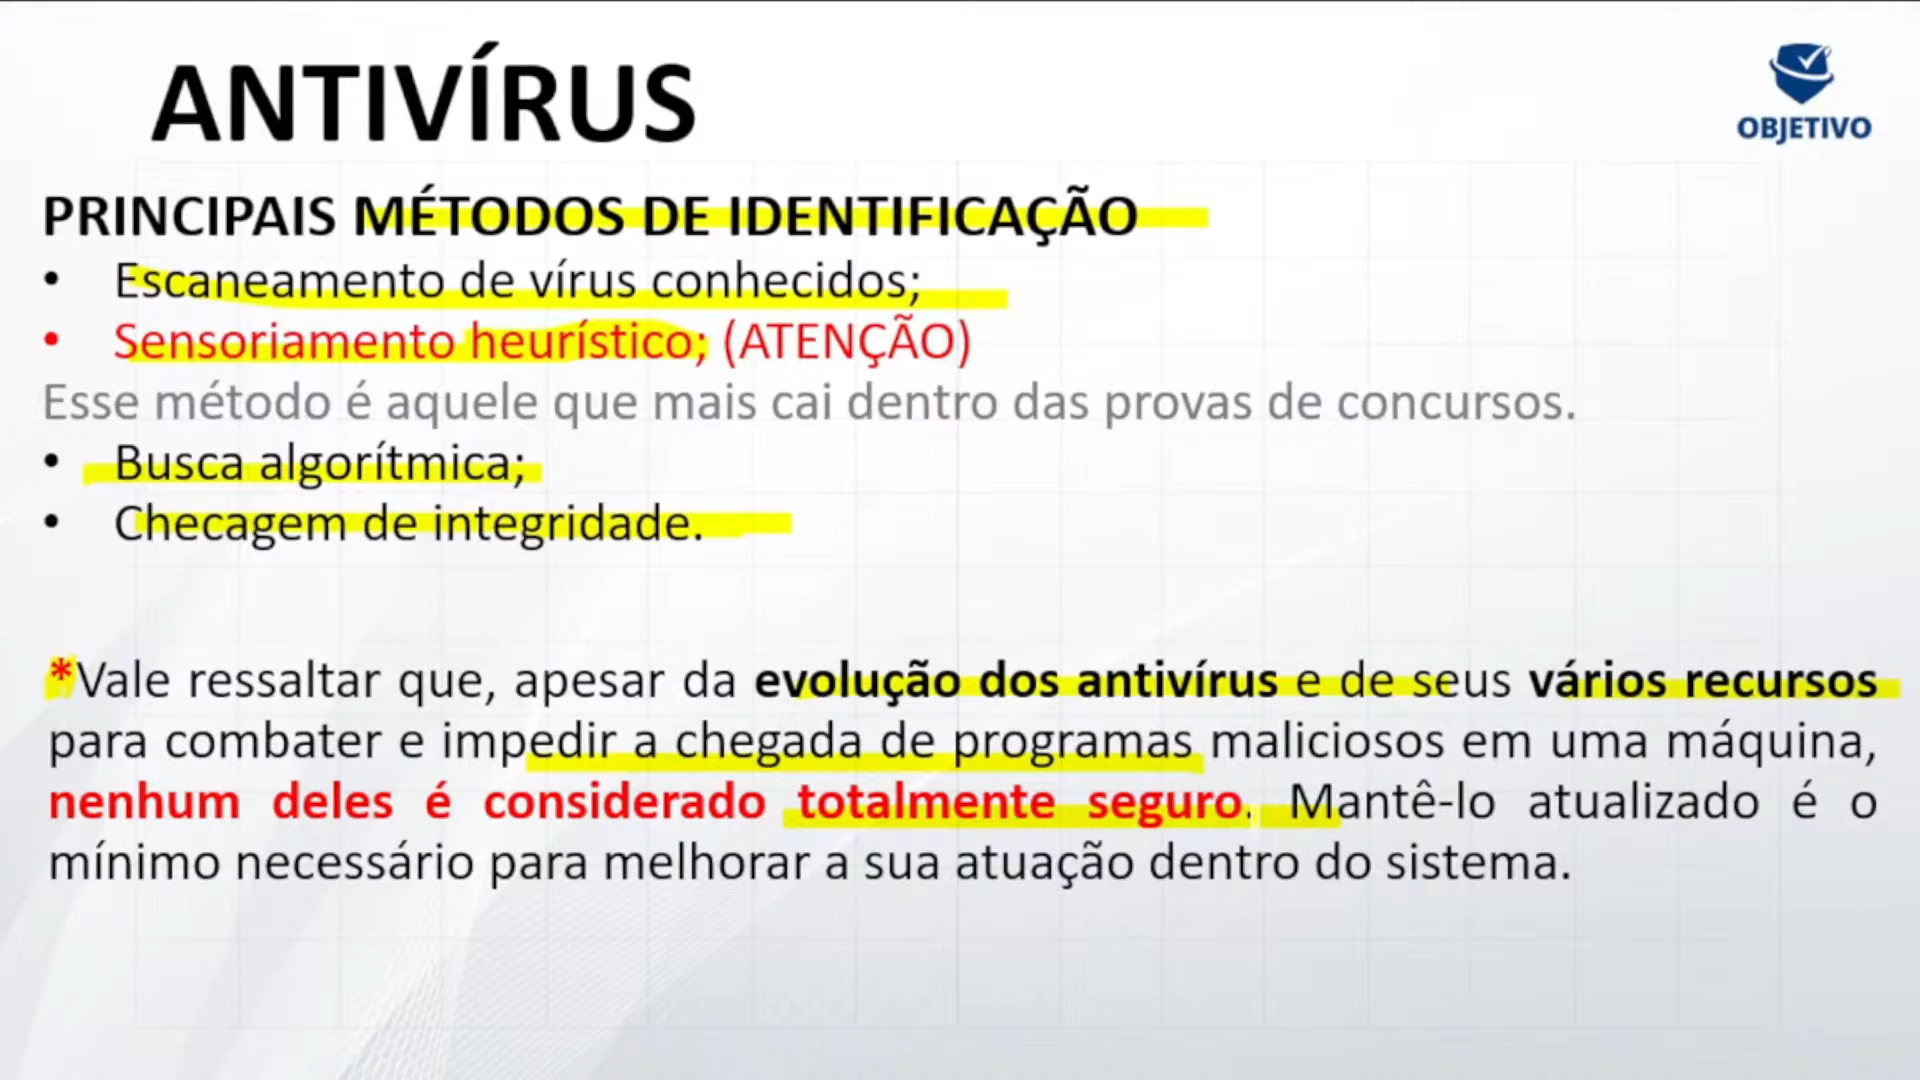 ANTIVÍRUS
OBJETIVO
PRINCIPAIS MÉTODOS DE IDENTIFICAÇÃO
• Escaneamento de vírus conhecidos;
• Sensoriamento heurístico; (ATENÇÃO)
Esse método é aquele que mais cai dentro das provas de concursos.
• Busca algorítmica;
• Checagem de integridade.
*Vale ressaltar que, apesar da evolução dos antivírus e de seus vários recursos
para combater e impedir a chegada de programas maliciosos em uma máquina,
nenhum deles é considerado totalmente seguro. Mantê-lo atualizado é o
mínimo necessário para melhorar a sua atuação dentro do sistema.